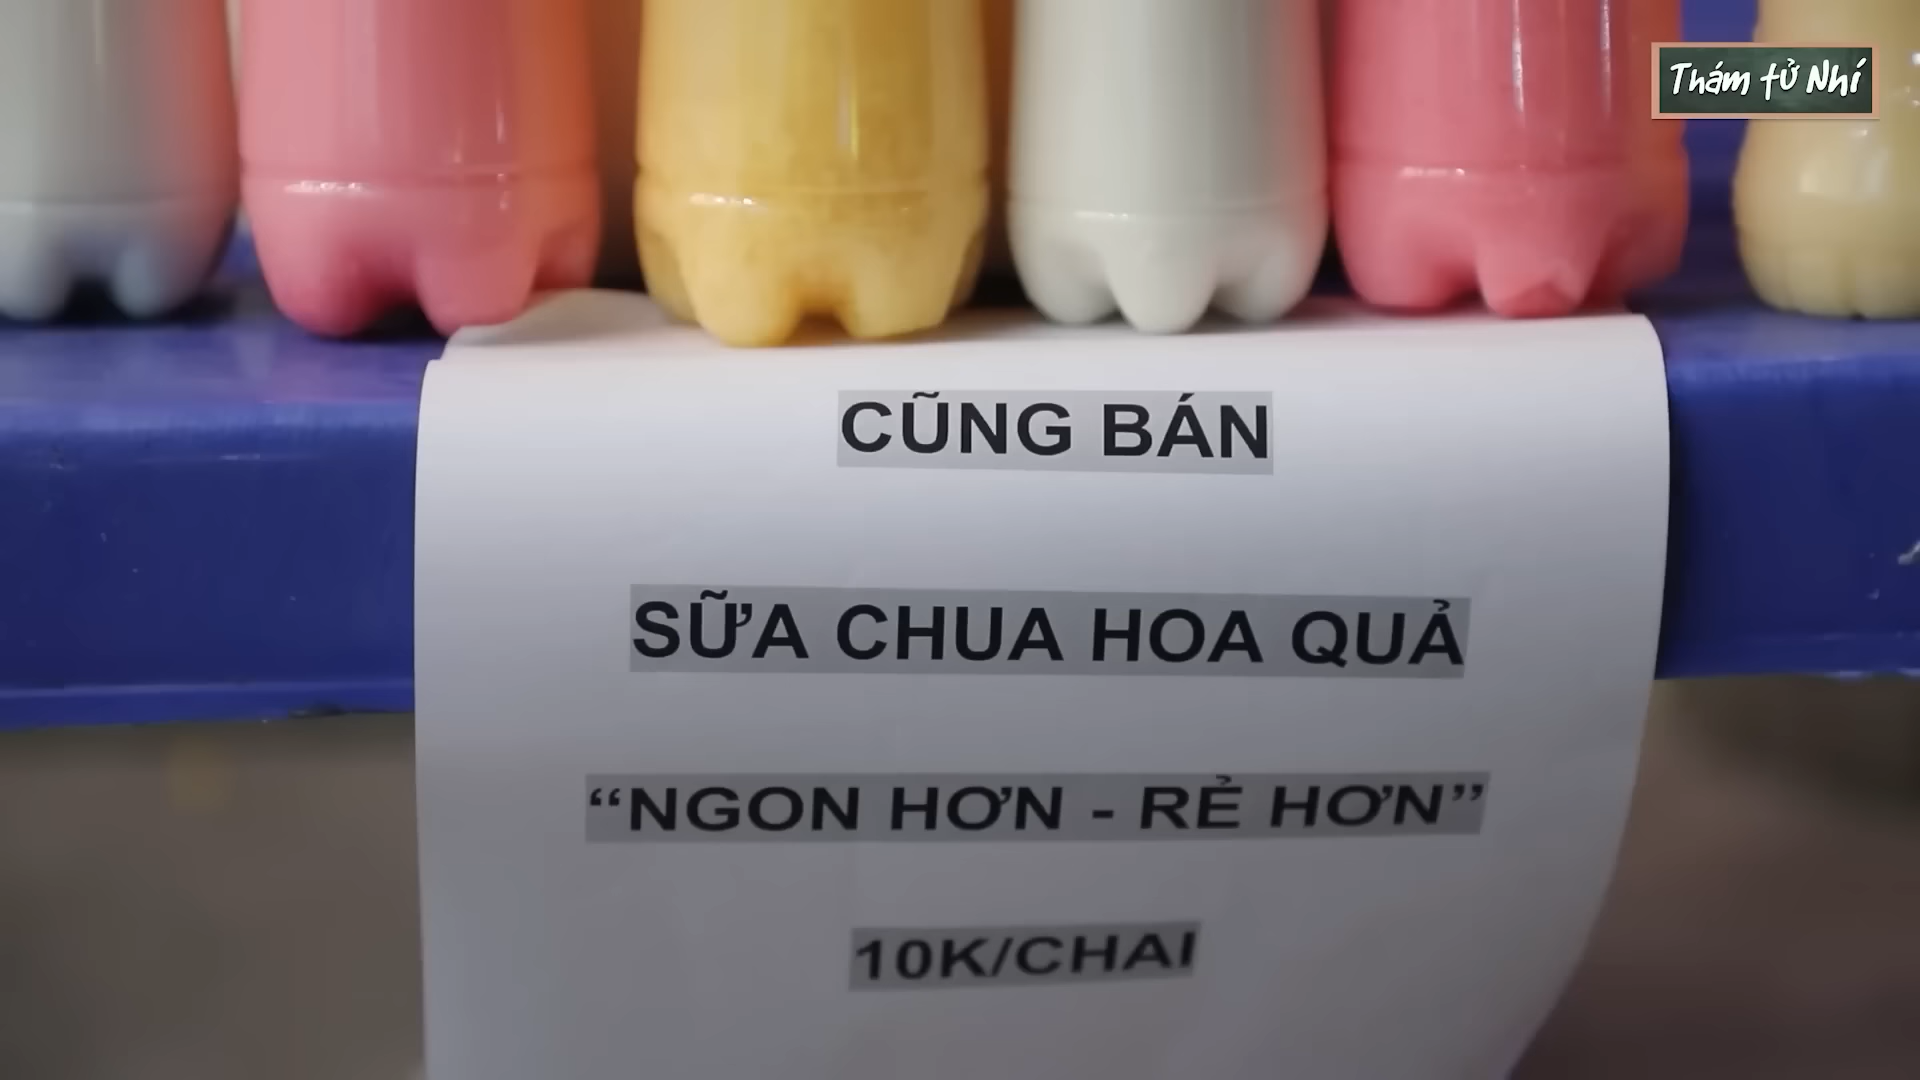 Thám tử Nhí
CŨNG BÁN
SỮA CHUA HOA QUẢ
“NGON HƠN - RẺ HƠN”
10K/CHAI